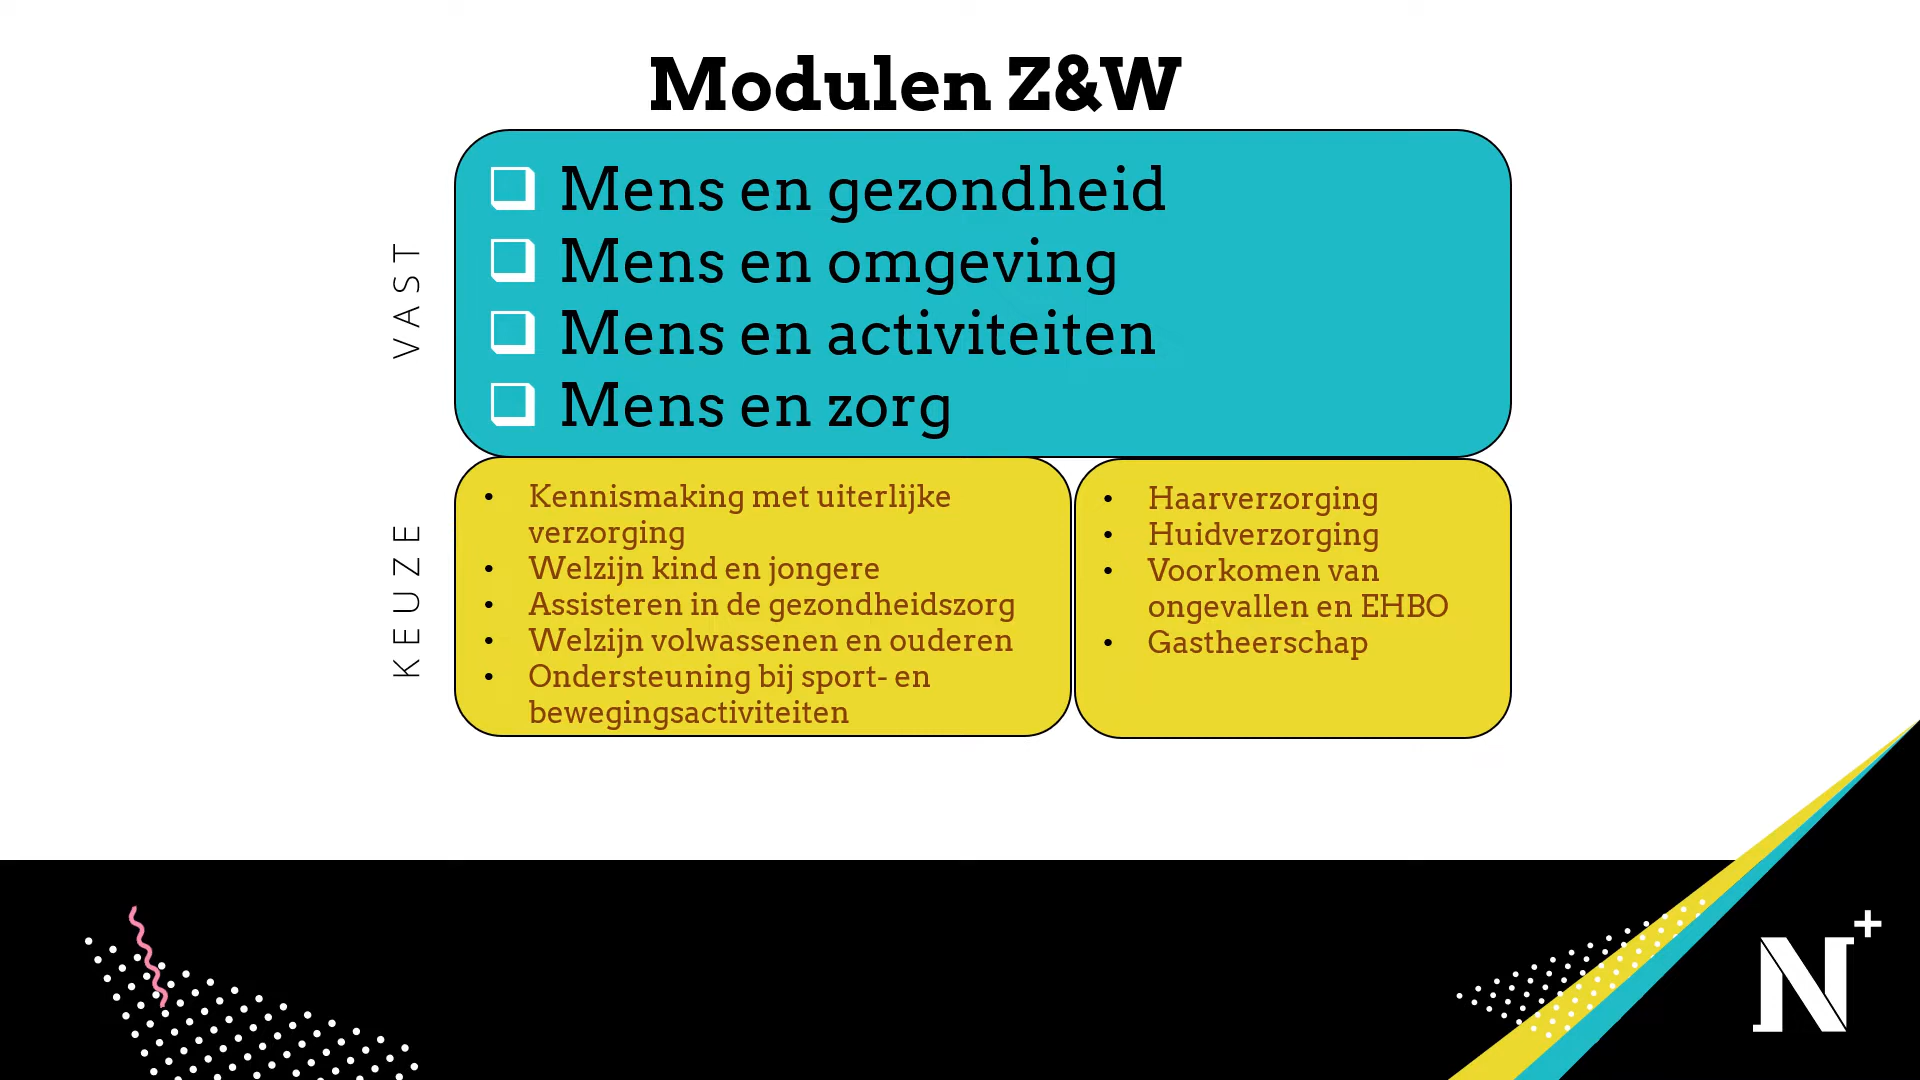 Modulen Z&W
VAST
Mens en gezondheid
Mens en omgeving
Mens en activiteiten
Mens en zorg
KEUZE
Kennismaking met uiterlijke
verzorging
Welzijn kind en jongere
Assisteren in de gezondheidszorg
Welzijn volwassenen en ouderen
Ondersteuning bij sport- en
bewegingsactiviteiten
Haarverzorging
Huidverzorging
Voorkomen van
ongevallen en EHBO
Gastheerschap
N+